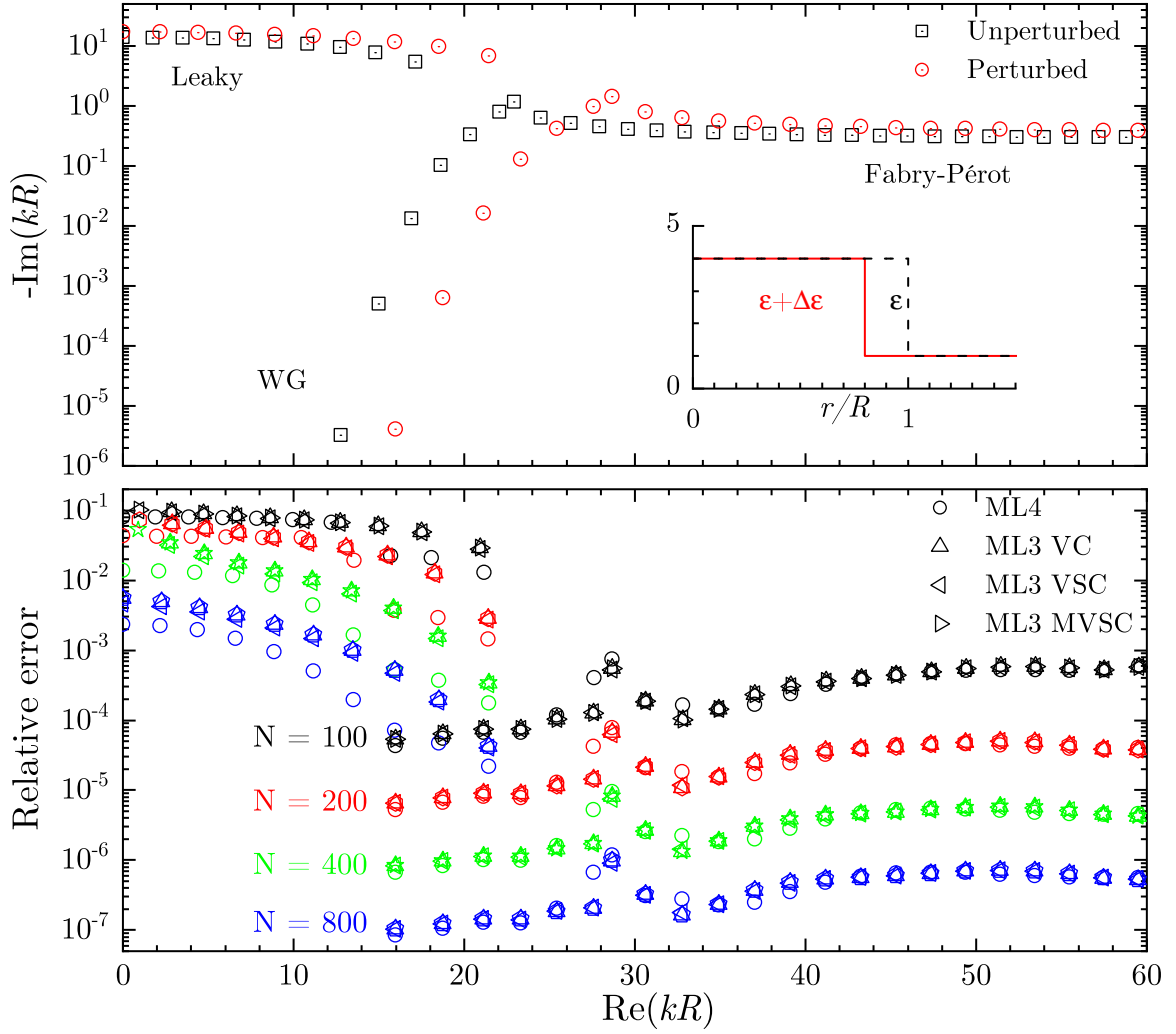 10^1
10^0
10^-1
10^-2
10^-3
10^-4
10^-5
10^-6
-Im(kR)
Unperturbed
Perturbed
Leaky
WG
Fabry-Pérot
5
0
ε+Δε
ε
0
r/R
1
10^-1
10^-2
10^-3
10^-4
10^-5
10^-6
10^-7
Relative error
ML4
ML3 VC
ML3 VSC
ML3 MVSC
N = 100
N = 200
N = 400
N = 800
0
10
20
30
40
50
60
Re(kR)